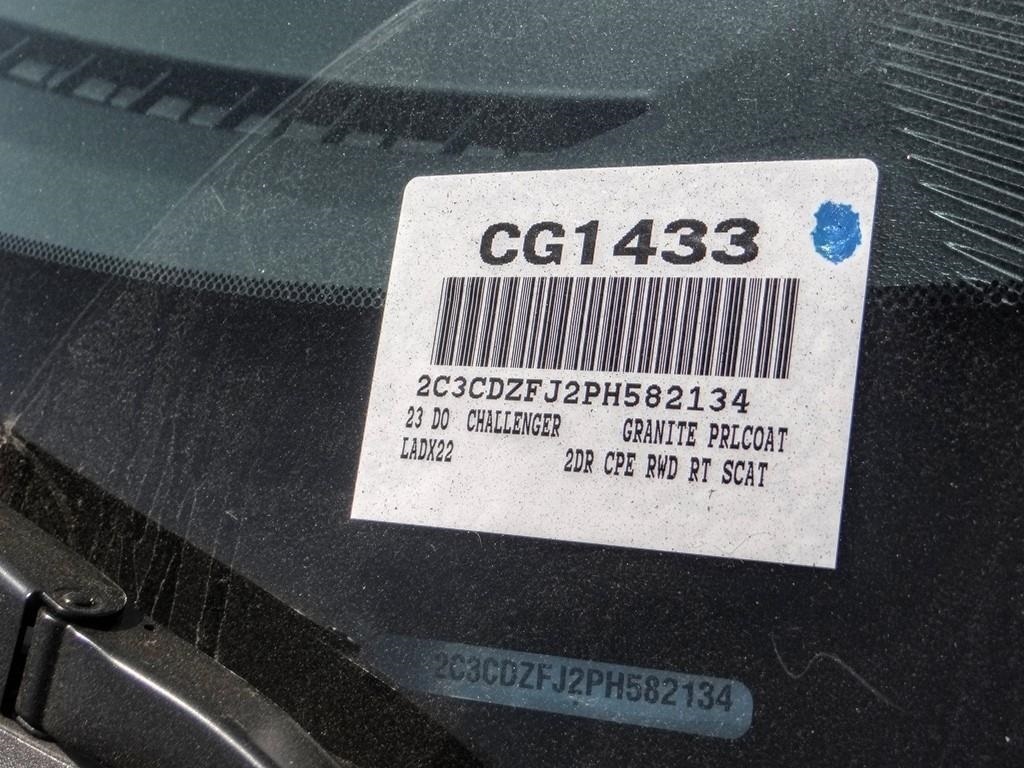 CG1433
2C3CDZFJ2PH582134
23 DO CHALLENGER GRANITE PRLCOAT
LADX22 2DR CPE RWD RT SCAT
2C3CDZFJ2PH582134